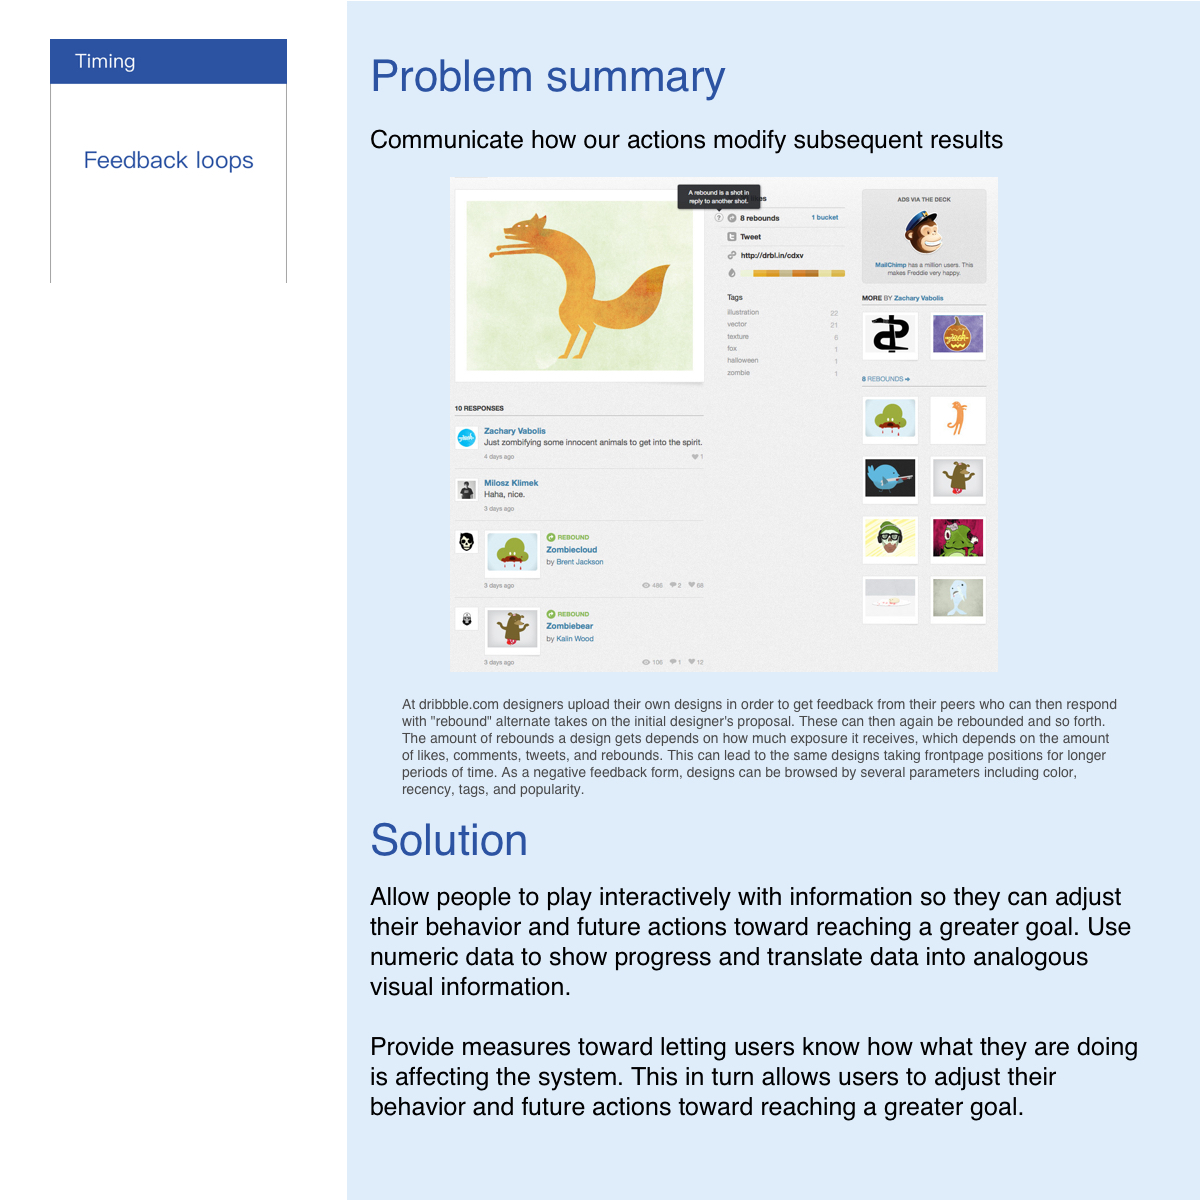 Timing
Feedback loops
Problem summary
Communicate how our actions modify subsequent results
A rebound is a shot in
reply to another shot.
8 rebounds
1 bucket
Tweet
http://drbl.in/cdxv
Tags
illustration 22
vector 21
texture 6
fox 1
halloween 1
zombie 1
ADS VIA THE DECK
MailChimp has a million users. This
makes Freddie very happy.
MORE BY Zachary Vabolis
8 REBOUNDS
10 RESPONSES
Zachary Vabolis
Just zombifying some innocent animals to get into the spirit.
4 days ago 1
Milosz Klimek
Haha, nice.
3 days ago
REBOUND
Zombiecloud
by Brent Jackson
3 days ago 486 2 68
REBOUND
Zombiebear
by Kalin Wood
3 days ago 106 1 12
At dribbble.com designers upload their own designs in order to get feedback from their peers who can then respond
with "rebound" alternate takes on the initial designer's proposal. These can then again be rebounded and so forth.
The amount of rebounds a design gets depends on how much exposure it receives, which depends on the amount
of likes, comments, tweets, and rebounds. This can lead to the same designs taking frontpage positions for longer
periods of time. As a negative feedback form, designs can be browsed by several parameters including color,
recency, tags, and popularity.
Solution
Allow people to play interactively with information so they can adjust
their behavior and future actions toward reaching a greater goal. Use
numeric data to show progress and translate data into analogous
visual information.
Provide measures toward letting users know how what they are doing
is affecting the system. This in turn allows users to adjust their
behavior and future actions toward reaching a greater goal.